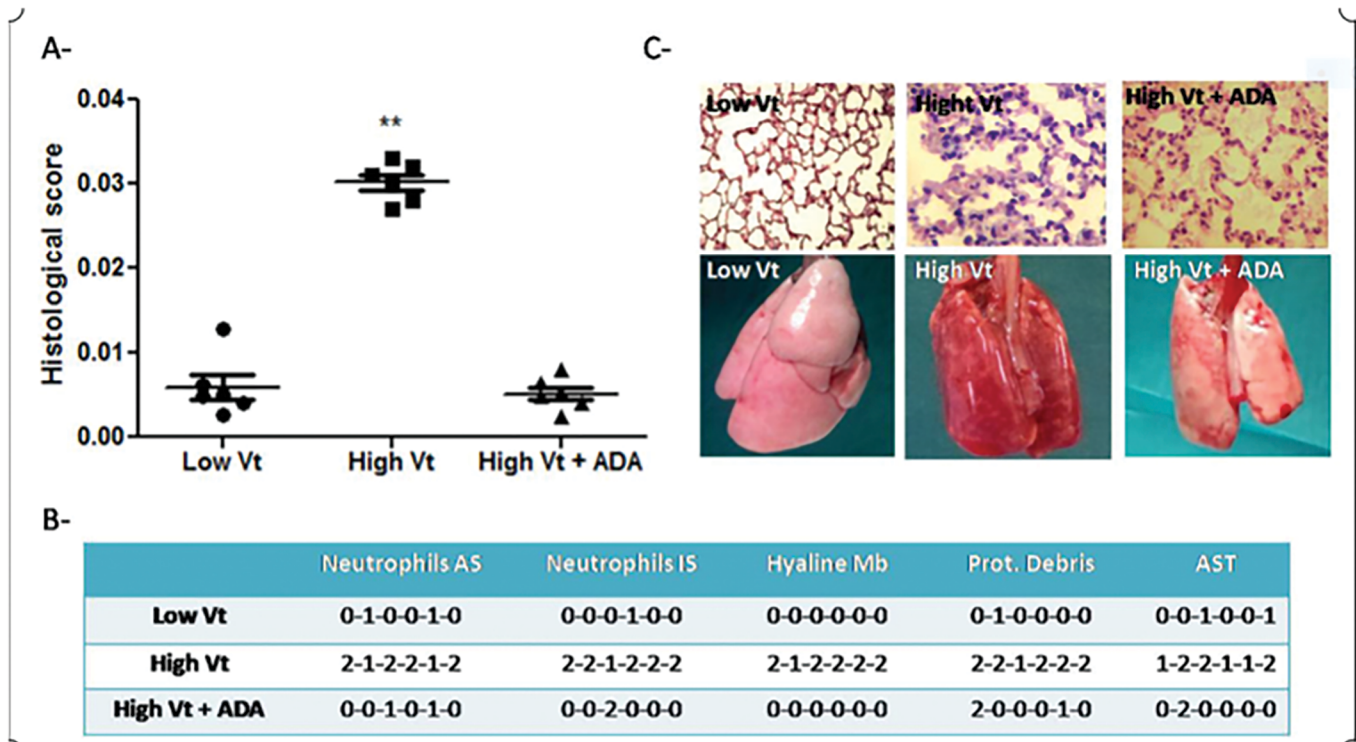 A-
C-
Histological score
0.04
0.03
0.02
0.01
0.00
**
Low Vt
High Vt
High Vt + ADA
Low Vt
Hight Vt
High Vt + ADA
Low Vt
High Vt
High Vt + ADA
B-
Neutrophils AS Neutrophils IS Hyaline Mb Prot. Debris AST
Low Vt 0-1-0-0-1-0 0-0-0-1-0-0 0-0-0-0-0-0 0-1-0-0-0-0 0-0-1-0-0-1
High Vt 2-1-2-2-1-2 2-2-1-2-2-2 2-1-2-2-2-2 2-2-1-2-2-2 1-2-2-1-1-2
High Vt + ADA 0-0-1-0-1-0 0-0-2-0-0-0 0-0-0-0-0-0 2-0-0-0-1-0 0-2-0-0-0-0